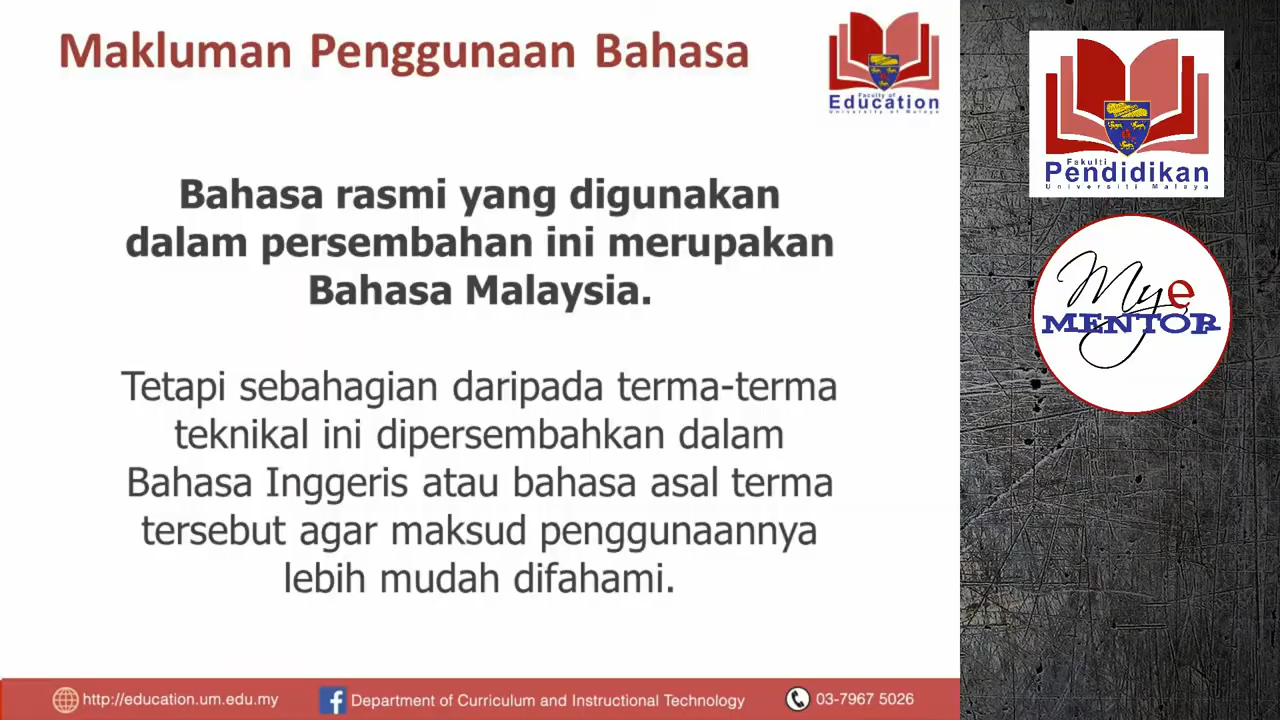 Makluman Penggunaan Bahasa
Faculty of
Education
University of Malaya
Bahasa rasmi yang digunakan
dalam persembahan ini merupakan
Bahasa Malaysia.
Tetapi sebahagian daripada terma-terma
teknikal ini dipersembahkan dalam
Bahasa Inggeris atau bahasa asal terma
tersebut agar maksud penggunaannya
lebih mudah difahami.
http://education.um.edu.my
Department of Curriculum and Instructional Technology
03-7967 5026
Fakulti
Pendidikan
Universiti Malaya
My e
MENTOR